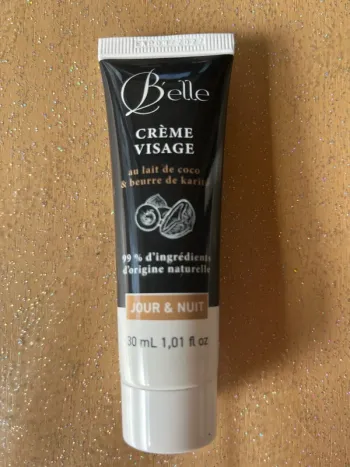 B'elle
CRÈME
VISAGE
au lait de coco
& beurre de karité
99 % d'ingrédients
d'origine naturelle
JOUR & NUIT
30 mL 1,01 fl oz